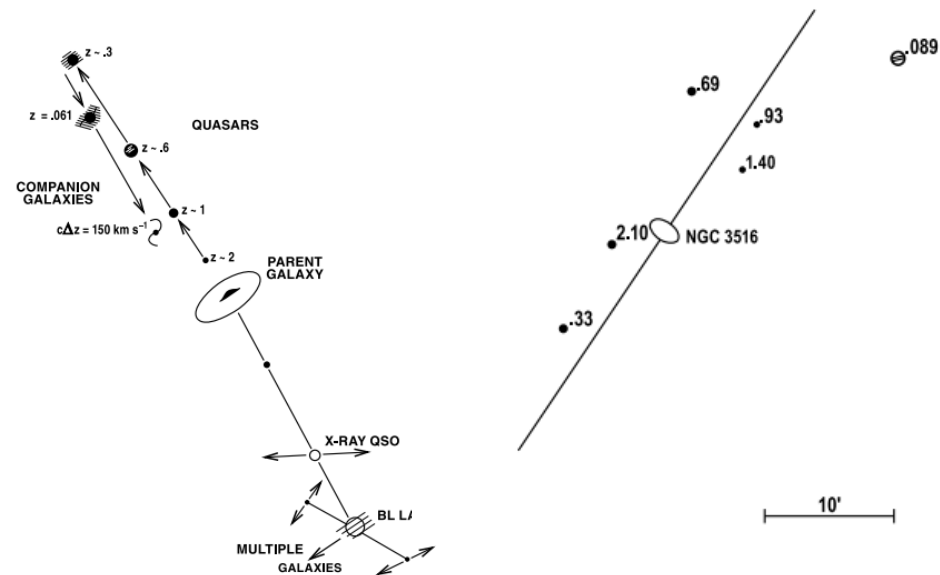 z ~ .3
z = .061
QUASARS
z ~ .6
COMPANION
GALAXIES
z ~ 1
c∆z = 150 km s⁻¹
z ~ 2
PARENT
GALAXY
X-RAY QSO
BL LA
MULTIPLE
GALAXIES
.089
.69
.93
1.40
2.10
NGC 3516
.33
10'